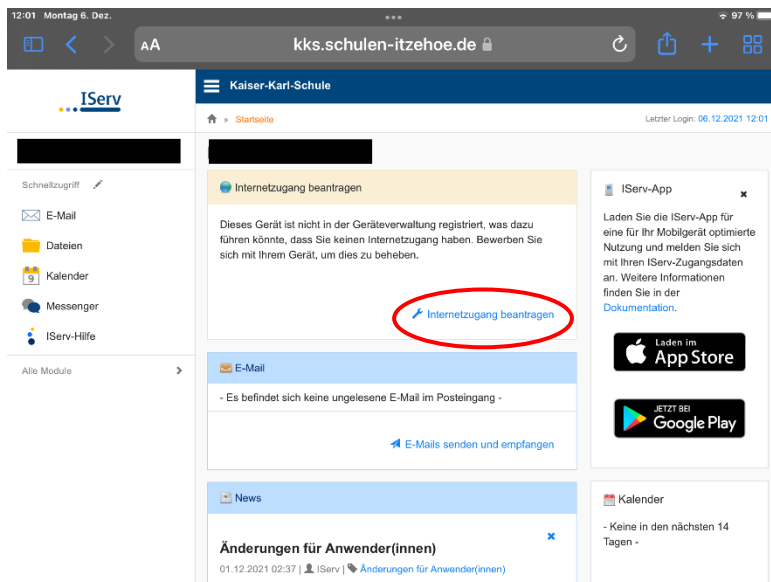 12:01 Montag 6. Dez.
97 %
AA
kks.schulen-itzehoe.de
IServ
Kaiser-Karl-Schule
» Startseite
Letzter Login: 06.12.2021 12:01
Schnellzugriff
E-Mail
Dateien
9
Kalender
Messenger
IServ-Hilfe
Alle Module
Internetzugang beantragen
Dieses Gerät ist nicht in der Geräteverwaltung registriert, was dazu
führen könnte, dass Sie keinen Internetzugang haben. Bewerben Sie
sich mit Ihrem Gerät, um dies zu beheben.
Internetzugang beantragen
E-Mail
- Es befindet sich keine ungelesene E-Mail im Posteingang -
E-Mails senden und empfangen
News
Änderungen für Anwender(innen)
01.12.2021 02:37 | IServ | Änderungen für Anwender(innen)
IServ-App
Laden Sie die IServ-App für
eine für Ihr Mobilgerät optimierte
Nutzung und melden Sie sich
mit Ihren IServ-Zugangsdaten
an. Weitere Informationen
finden Sie in der
Dokumentation.
Laden im
App Store
JETZT BEI
Google Play
Kalender
- Keine in den nächsten 14
Tagen -